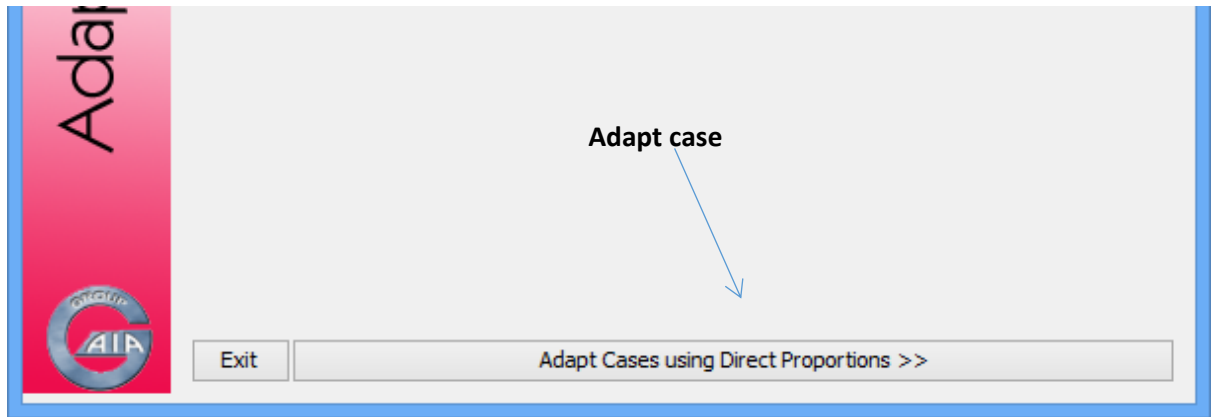 Adap
Adapt case
GROUP
GAIA
Exit
Adapt Cases using Direct Proportions >>